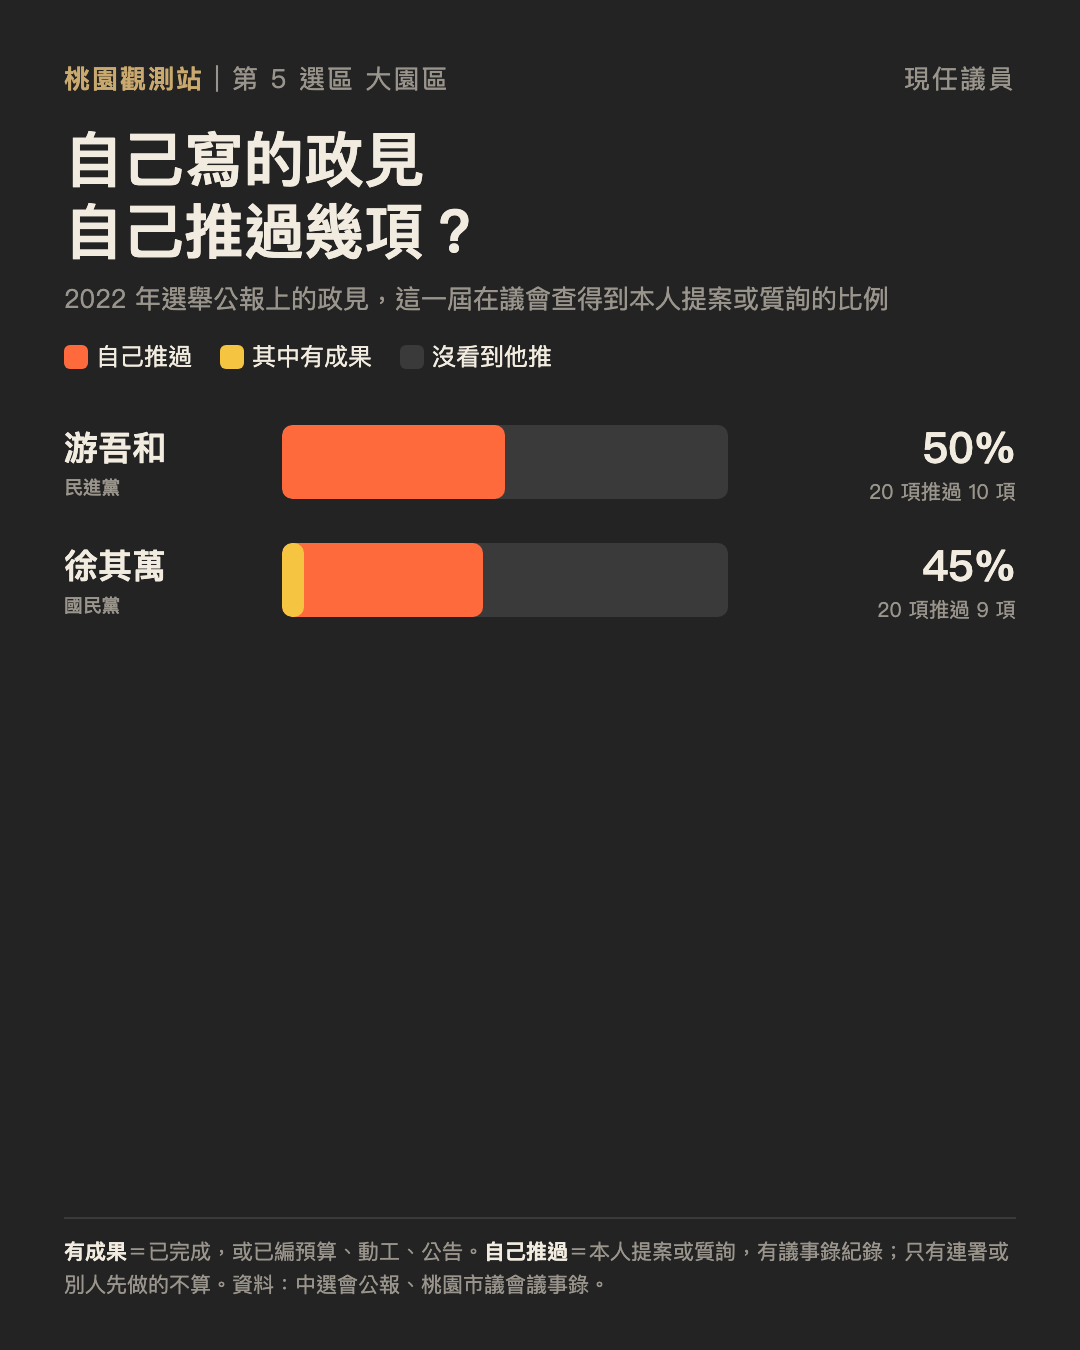 桃園觀測站｜第 5 選區 大園區
現任議員
自己寫的政見
自己推過幾項？
2022 年選舉公報上的政見，這一屆在議會查得到本人提案或質詢的比例
自己推過 其中有成果 沒看到他推
游吾和
民進黨
50%
20 項推過 10 項
徐其萬
國民黨
45%
20 項推過 9 項
有成果＝已完成，或已編預算、動工、公告。自己推過＝本人提案或質詢，有議事錄紀錄；只有連署或
別人先做的不算。資料：中選會公報、桃園市議會議事錄。